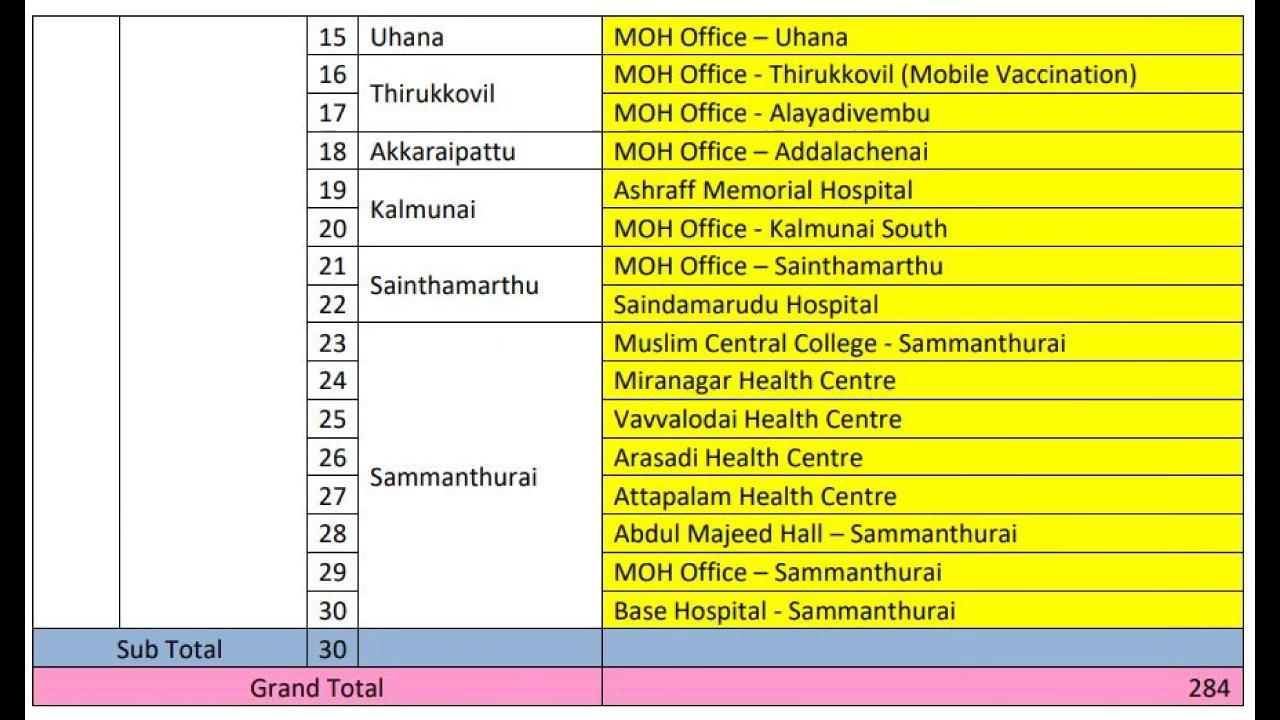 15 Uhana MOH Office – Uhana
16 Thirukkovil MOH Office - Thirukkovil (Mobile Vaccination)
17 MOH Office - Alayadivembu
18 Akkaraipattu MOH Office – Addalachenai
19 Kalmunai Ashraff Memorial Hospital
20 MOH Office - Kalmunai South
21 Sainthamarthu MOH Office – Sainthamarthu
22 Saindamarudu Hospital
23 Sammanthurai Muslim Central College - Sammanthurai
24 Miranagar Health Centre
25 Vavvalodai Health Centre
26 Arasadi Health Centre
27 Attapalam Health Centre
28 Abdul Majeed Hall – Sammanthurai
29 MOH Office – Sammanthurai
30 Base Hospital - Sammanthurai
Sub Total 30
Grand Total 284